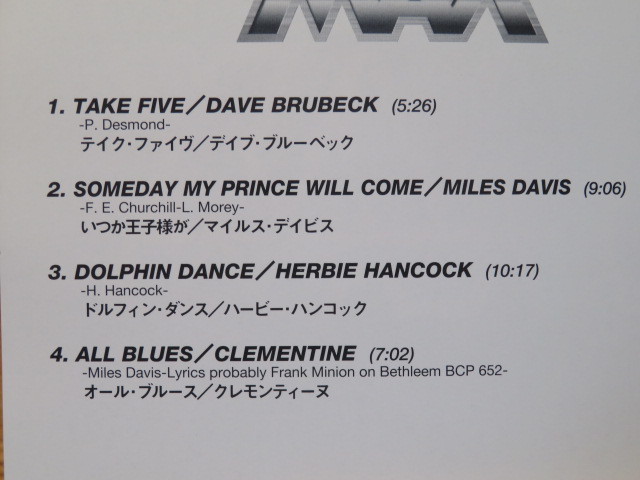 MAX
1. TAKE FIVE／DAVE BRUBECK (5:26)
-P. Desmond-
テイク・ファイヴ／デイブ・ブルーベック
2. SOMEDAY MY PRINCE WILL COME／MILES DAVIS (9:06)
-F. E. Churchill-L. Morey-
いつか王子様が／マイルス・デイビス
3. DOLPHIN DANCE／HERBIE HANCOCK (10:17)
-H. Hancock-
ドルフィン・ダンス／ハービー・ハンコック
4. ALL BLUES／CLEMENTINE (7:02)
-Miles Davis-Lyrics probably Frank Minion on Bethleem BCP 652-
オール・ブルース／クレモンティーヌ